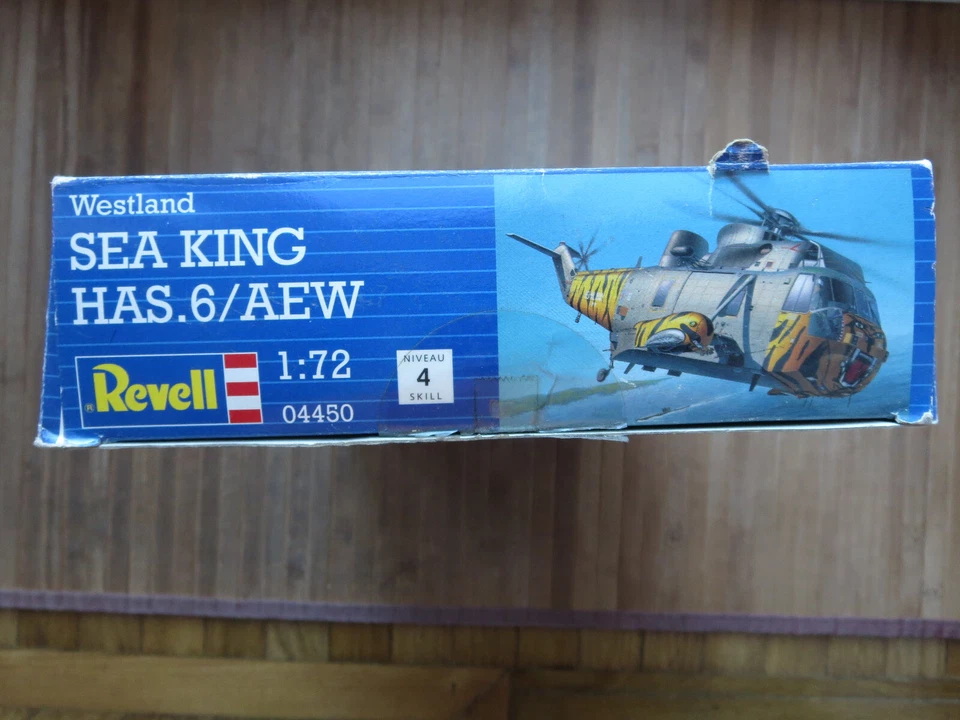 Westland
SEA KING
HAS.6/AEW
® Revell
1:72
04450
NIVEAU
4
SKILL